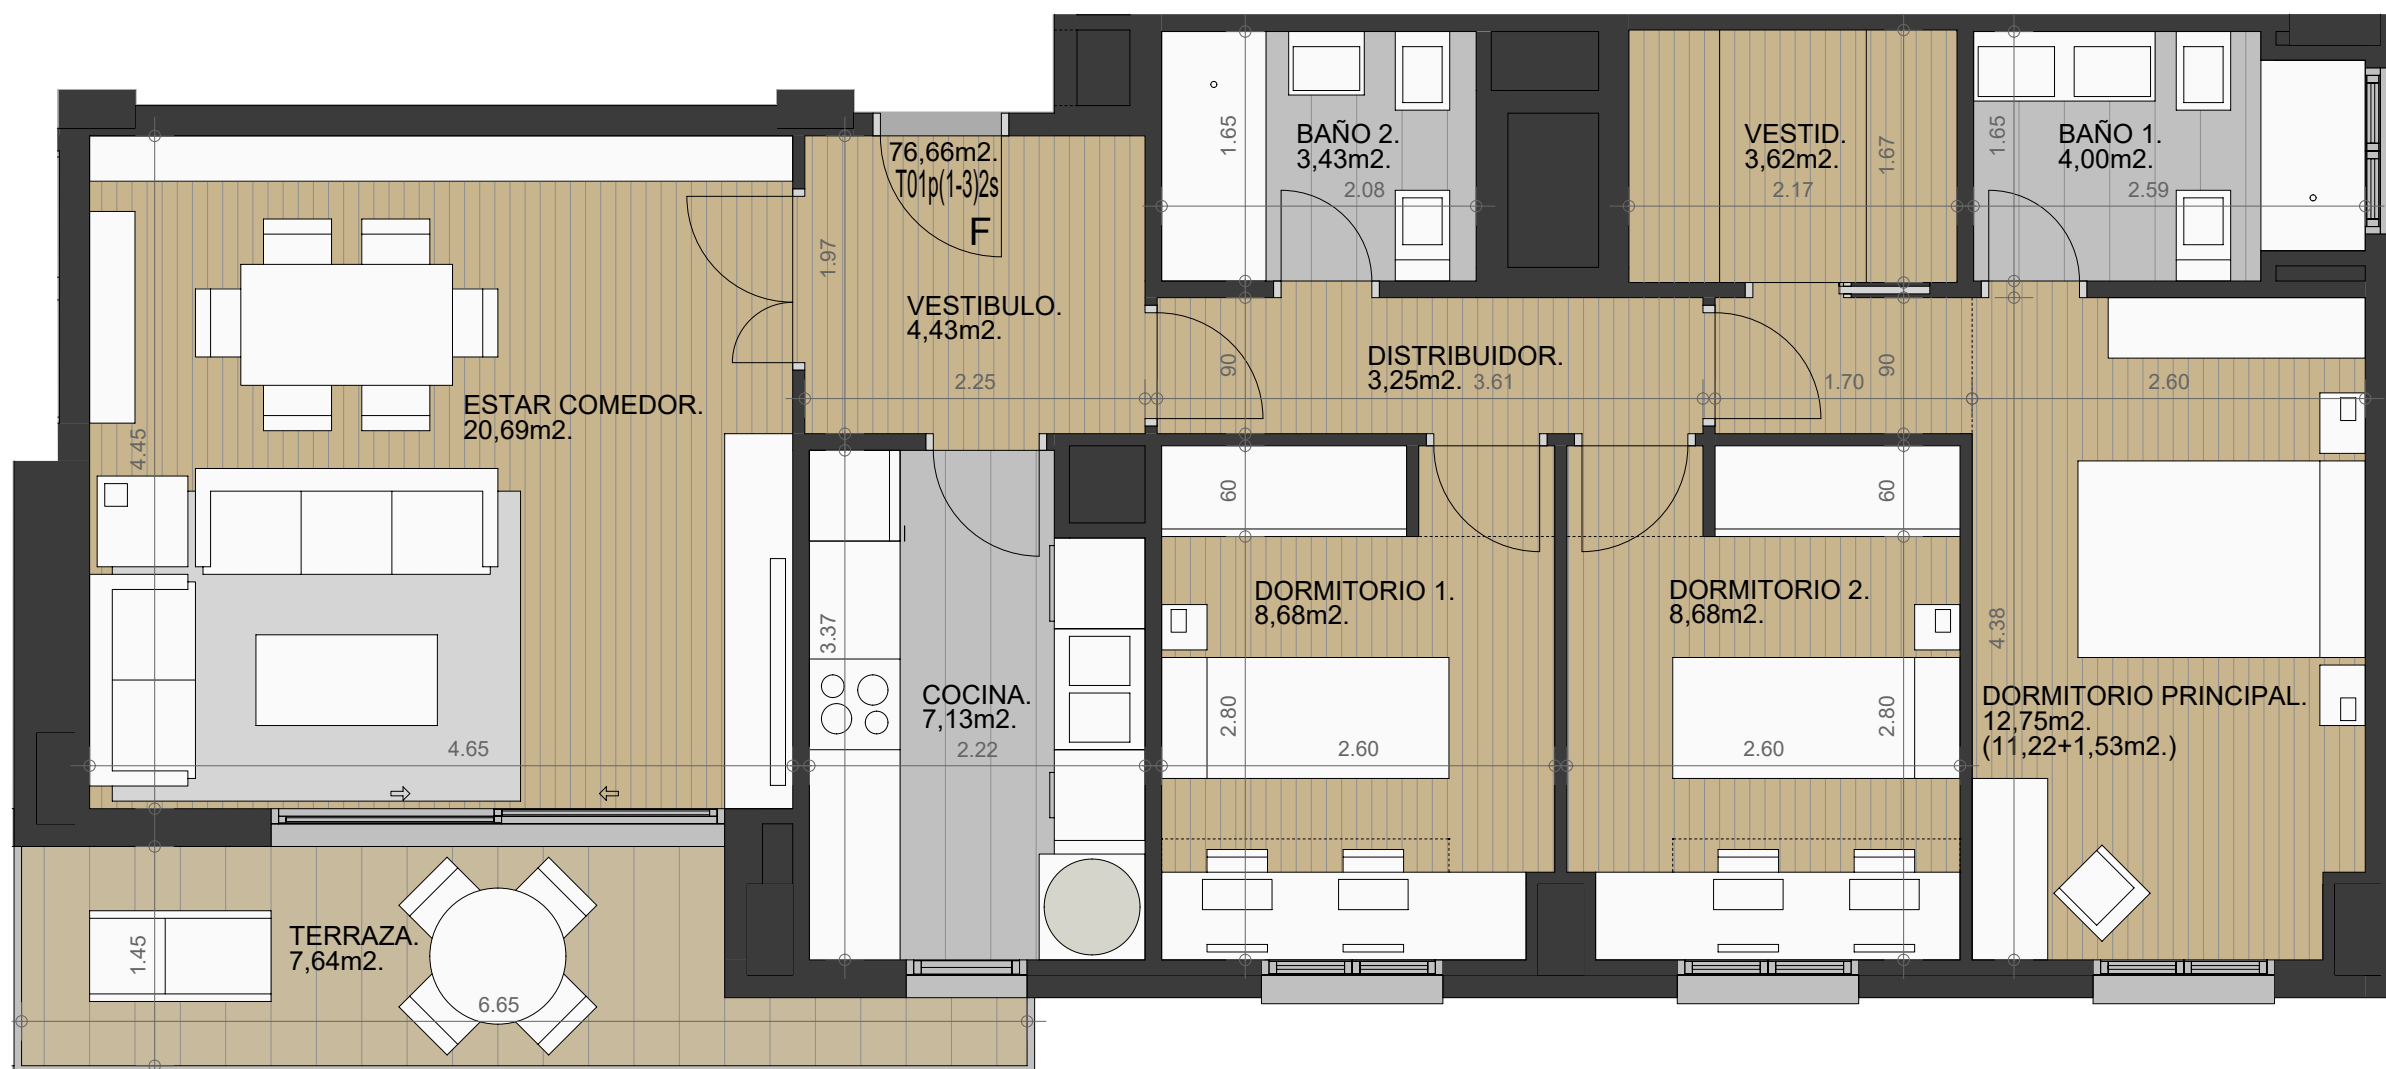 BAÑO 2.
3,43m2.
1.65
2.08
VESTID.
3,62m2.
1.67
2.17
BAÑO 1.
4,00m2.
1.65
2.59
76,66m2.
T01p(1-3)2s
F
1.97
VESTIBULO.
4,43m2.
2.25
DISTRIBUIDOR.
3,25m2.
3.61
90
1.70
90
2.60
ESTAR COMEDOR.
20,69m2.
4.45
4.65
60
60
DORMITORIO 1.
8,68m2.
2.80
2.60
DORMITORIO 2.
8,68m2.
2.80
2.60
3.37
COCINA.
7,13m2.
2.22
4.38
DORMITORIO PRINCIPAL.
12,75m2.
(11,22+1,53m2.)
TERRAZA.
7,64m2.
1.45
6.65